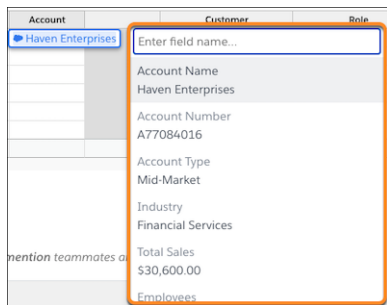 Account Customer Role
Haven Enterprises
Enter field name...
Account Name
Haven Enterprises
Account Number
A77084016
Account Type
Mid-Market
Industry
Financial Services
Total Sales
$30,600.00
Employees
mention teammates a